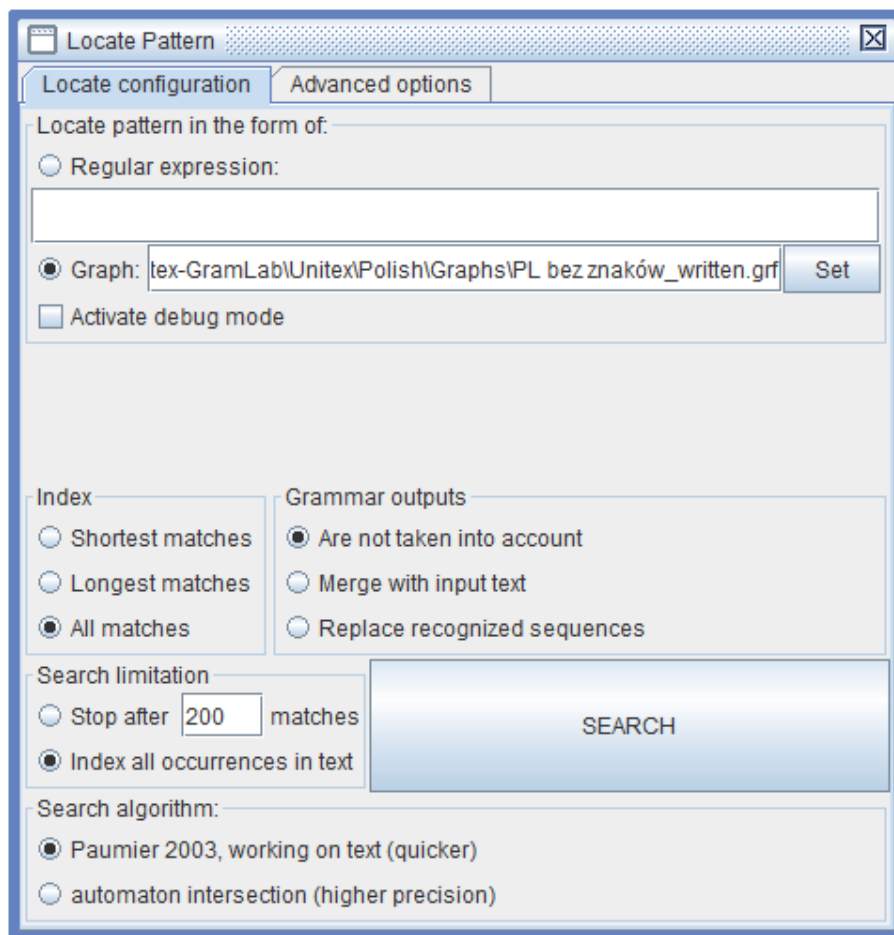 Locate Pattern
Locate configuration Advanced options
Locate pattern in the form of:
Regular expression:
Graph: tex-GramLab\Unitex\Polish\Graphs\PL bez znaków_written.grf Set
Activate debug mode
Index Grammar outputs
Shortest matches Are not taken into account
Longest matches Merge with input text
All matches Replace recognized sequences
Search limitation
Stop after 200 matches
SEARCH
Index all occurrences in text
Search algorithm:
Paumier 2003, working on text (quicker)
automaton intersection (higher precision)